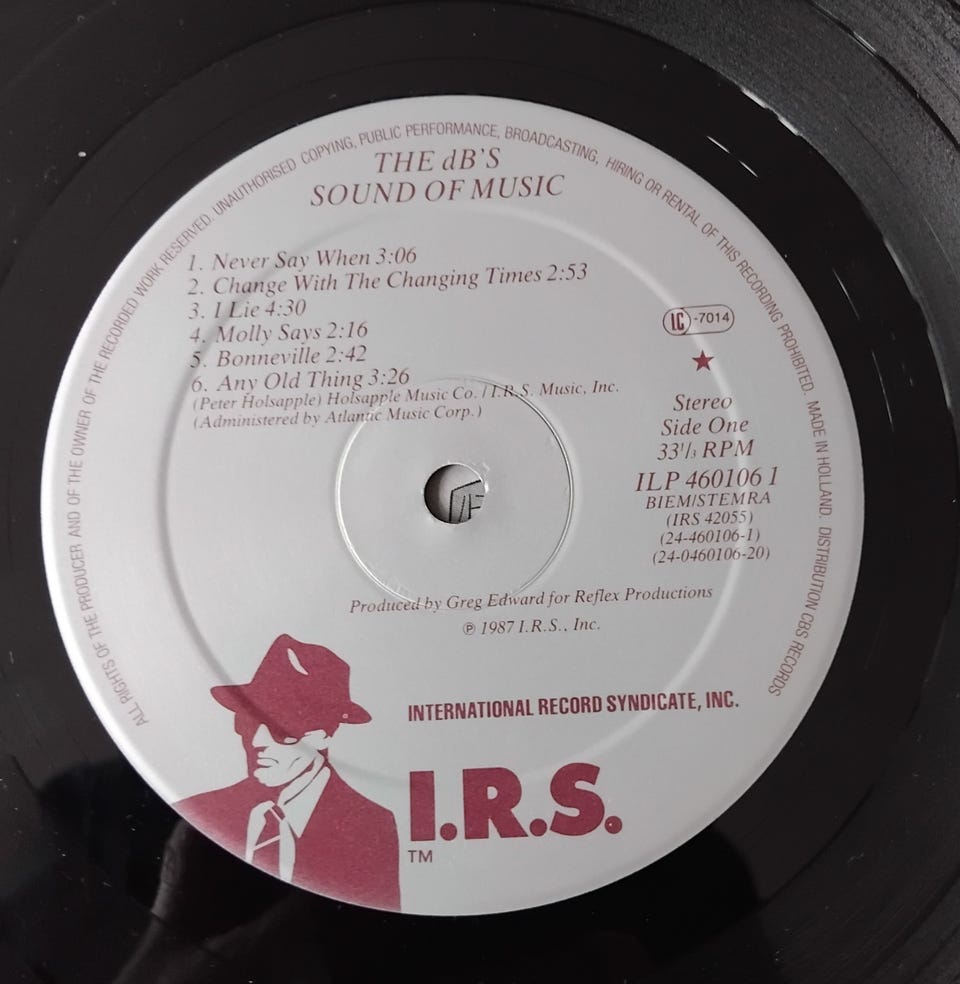 ALL RIGHTS OF THE PRODUCER AND OF THE OWNER OF THE RECORDED WORK RESERVED. UNAUTHORISED COPYING, PUBLIC PERFORMANCE, BROADCASTING, HIRING OR RENTAL OF THIS RECORDING PROHIBITED. MADE IN HOLLAND. DISTRIBUTION CBS RECORDS
THE dB'S
SOUND OF MUSIC
1. Never Say When 3:06
2. Change With The Changing Times 2:53
3. I Lie 4:30
4. Molly Says 2:16
5. Bonneville 2:42
6. Any Old Thing 3:26
(Peter Holsapple) Holsapple Music Co. / I.R.S. Music, Inc.
(Administered by Atlantic Music Corp.)
LC -7014
Stereo
Side One
33 1/3 RPM
ILP 460106 1
BIEM/STEMRA
(IRS 42055)
(24-460106-1)
(24-0460106-20)
Produced by Greg Edward for Reflex Productions
℗ 1987 I.R.S., Inc.
INTERNATIONAL RECORD SYNDICATE, INC.
I.R.S.
TM